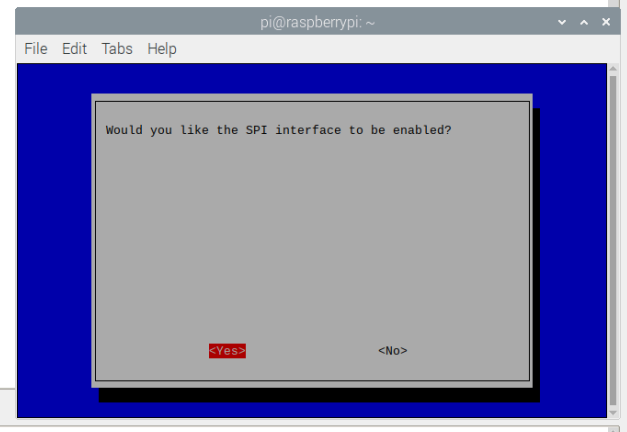 pi@raspberrypi: ~
File Edit Tabs Help
Would you like the SPI interface to be enabled?
<Yes> <No>